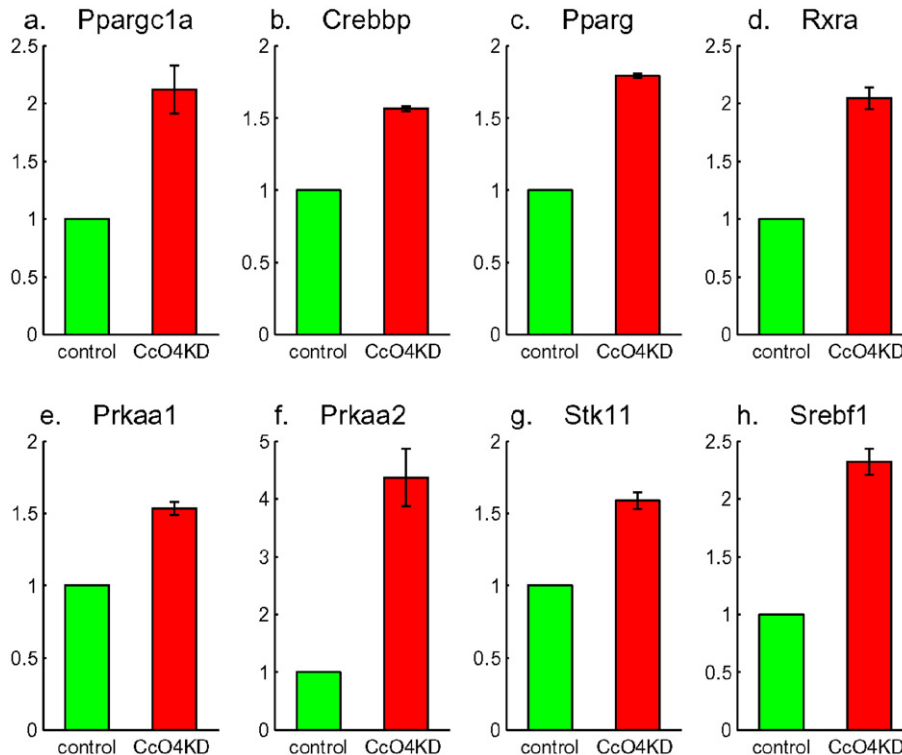 a. Ppargc1a
b. Crebbp
c. Pparg
d. Rxra
2.5
2
1.5
1
0.5
0
2
1.5
1
0.5
0
2
1.5
1
0.5
0
2.5
2
1.5
1
0.5
0
control CcO4KD
control CcO4KD
control CcO4KD
control CcO4KD
e. Prkaa1
f. Prkaa2
g. Stk11
h. Srebf1
2
1.5
1
0.5
0
5
4
3
2
1
0
2
1.5
1
0.5
0
2.5
2
1.5
1
0.5
0
control CcO4KD
control CcO4KD
control CcO4KD
control CcO4KD